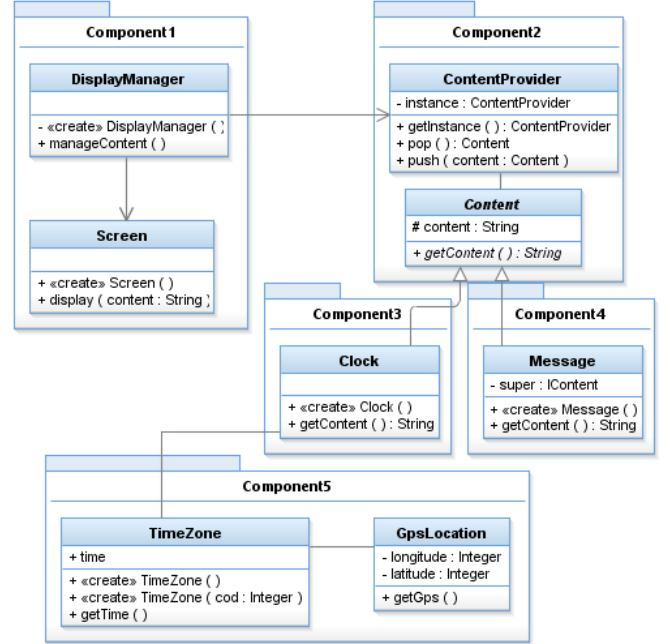 Component1
DisplayManager
- «create» DisplayManager ( )
+ manageContent ( )
Screen
+ «create» Screen ( )
+ display ( content : String )
Component2
ContentProvider
- instance : ContentProvider
+ getInstance ( ) : ContentProvider
+ pop ( ) : Content
+ push ( content : Content )
Content
# content : String
+ getContent ( ) : String
Component3
Clock
+ «create» Clock ( )
+ getContent ( ) : String
Component4
Message
- super : IContent
+ «create» Message ( )
+ getContent ( ) : String
Component5
TimeZone
+ time
+ «create» TimeZone ( )
+ «create» TimeZone ( cod : Integer )
+ getTime ( )
GpsLocation
- longitude : Integer
- latitude : Integer
+ getGps ( )